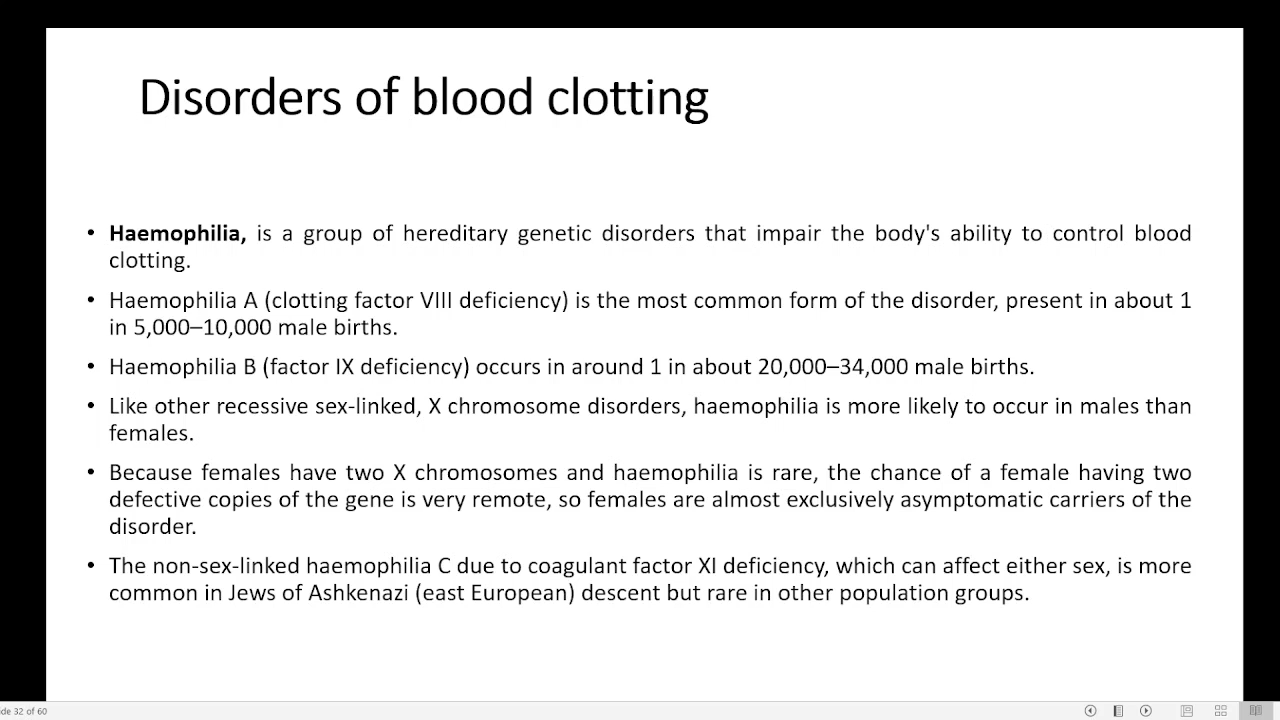 Disorders of blood clotting
• Haemophilia, is a group of hereditary genetic disorders that impair the body's ability to control blood
clotting.
• Haemophilia A (clotting factor VIII deficiency) is the most common form of the disorder, present in about 1
in 5,000–10,000 male births.
• Haemophilia B (factor IX deficiency) occurs in around 1 in about 20,000–34,000 male births.
• Like other recessive sex-linked, X chromosome disorders, haemophilia is more likely to occur in males than
females.
• Because females have two X chromosomes and haemophilia is rare, the chance of a female having two
defective copies of the gene is very remote, so females are almost exclusively asymptomatic carriers of the
disorder.
• The non-sex-linked haemophilia C due to coagulant factor XI deficiency, which can affect either sex, is more
common in Jews of Ashkenazi (east European) descent but rare in other population groups.
de 32 of 60